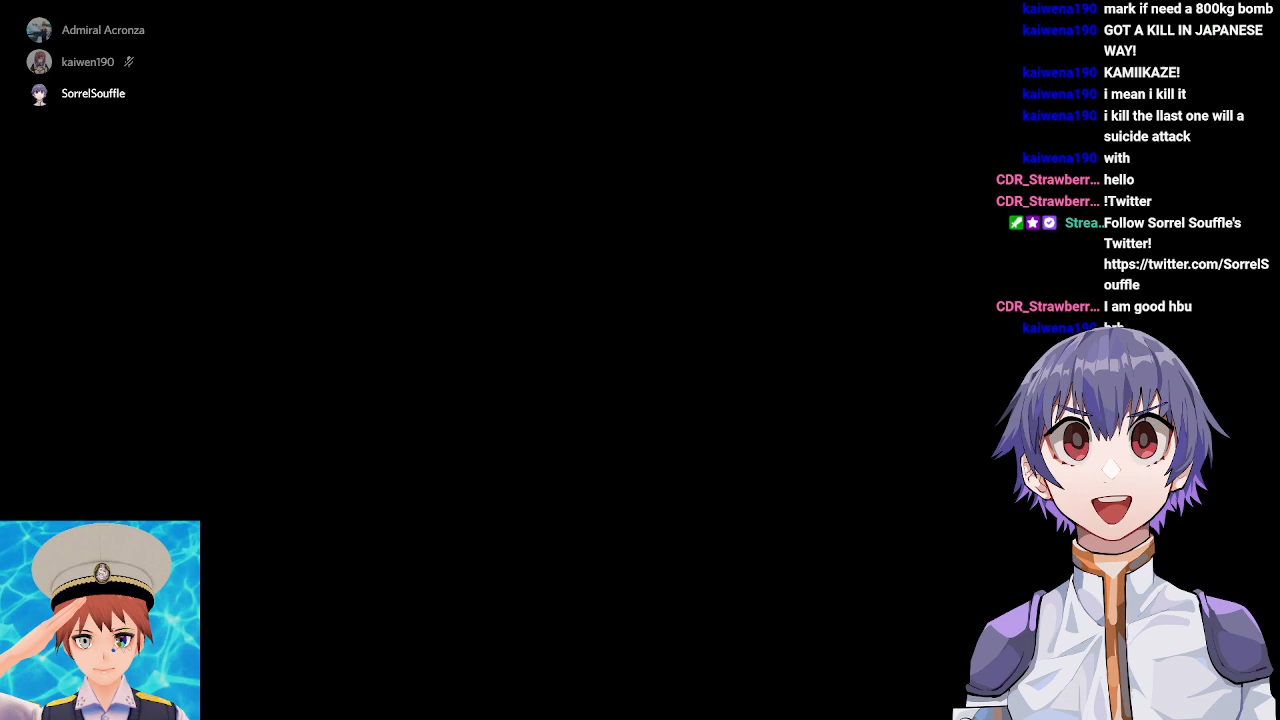 Admiral Acronza
kaiwen190
SorrelSouffle
kaiwena190 mark if need a 800kg bomb
kaiwena190 GOT A KILL IN JAPANESE
WAY!
kaiwena190 KAMIIKAZE!
kaiwena190 i mean i kill it
kaiwena190 i kill the llast one will a
suicide attack
kaiwena190 with
CDR_Strawberr... hello
CDR_Strawberr... !Twitter
Strea.. Follow Sorrel Souffle's
Twitter!
https://twitter.com/SorrelS
ouffle
CDR_Strawberr... I am good hbu
kaiwena190 brb